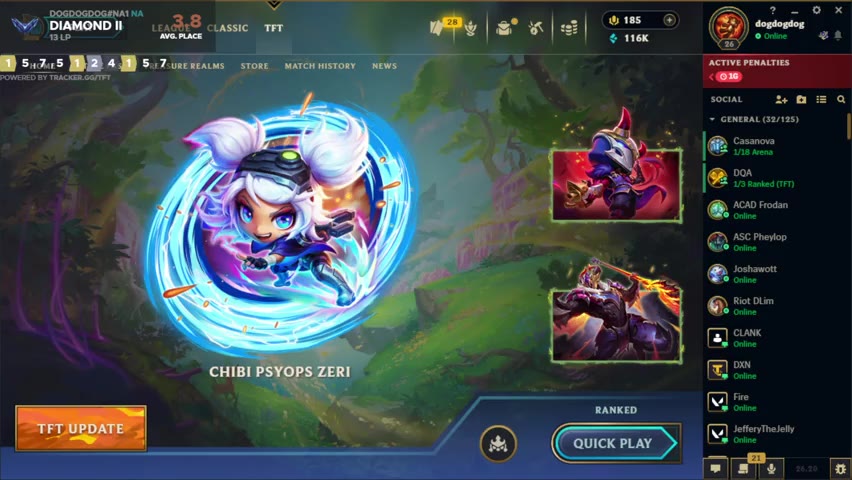 DOGDOGDOG#NA1 NA
DIAMOND II
13 LP
3.8
AVG. PLACE
LEAGUE
CLASSIC
TFT
28
185
116K
26
dogdogdog
Online
1 5 7 5 1 2 4 1 5 7
POWERED BY TRACKER.GG/TFT
HOME
TREASURE REALMS
STORE
MATCH HISTORY
NEWS
ACTIVE PENALTIES
1G
SOCIAL
GENERAL (32/125)
Casanova
1/18 Arena
DQA
1/3 Ranked (TFT)
ACAD Frodan
Online
ASC Pheylop
Online
Joshawott
Online
Riot DLim
Online
CLANK
Online
DXN
Online
Fire
Online
JefferyTheJelly
Online
CHIBI PSYOPS ZERI
TFT UPDATE
RANKED
QUICK PLAY
21